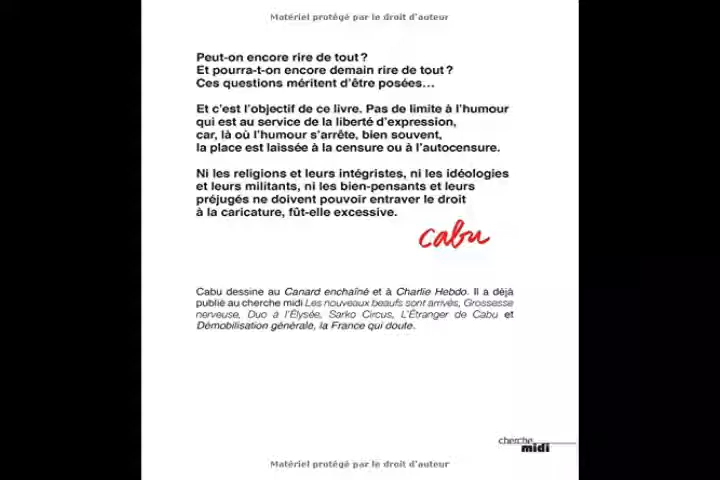 Matériel protégé par le droit d'auteur
Peut-on encore rire de tout ?
Et pourra-t-on encore demain rire de tout ?
Ces questions méritent d'être posées...
Et c'est l'objectif de ce livre. Pas de limite à l'humour
qui est au service de la liberté d'expression,
car, là où l'humour s'arrête, bien souvent,
la place est laissée à la censure ou à l'autocensure.
Ni les religions et leurs intégristes, ni les idéologies
et leurs militants, ni les bien-pensants et leurs
préjugés ne doivent pouvoir entraver le droit
à la caricature, fût-elle excessive.
cabu
Cabu dessine au Canard enchaîné et à Charlie Hebdo. Il a déjà
publié au cherche midi Les nouveaux beaufs sont arrivés, Grossesse
nerveuse, Duo à l'Élysée, Sarko Circus, L'Étranger de Cabu et
Démobilisation générale, la France qui doute.
cherche
midi
Matériel protégé par le droit d'auteur